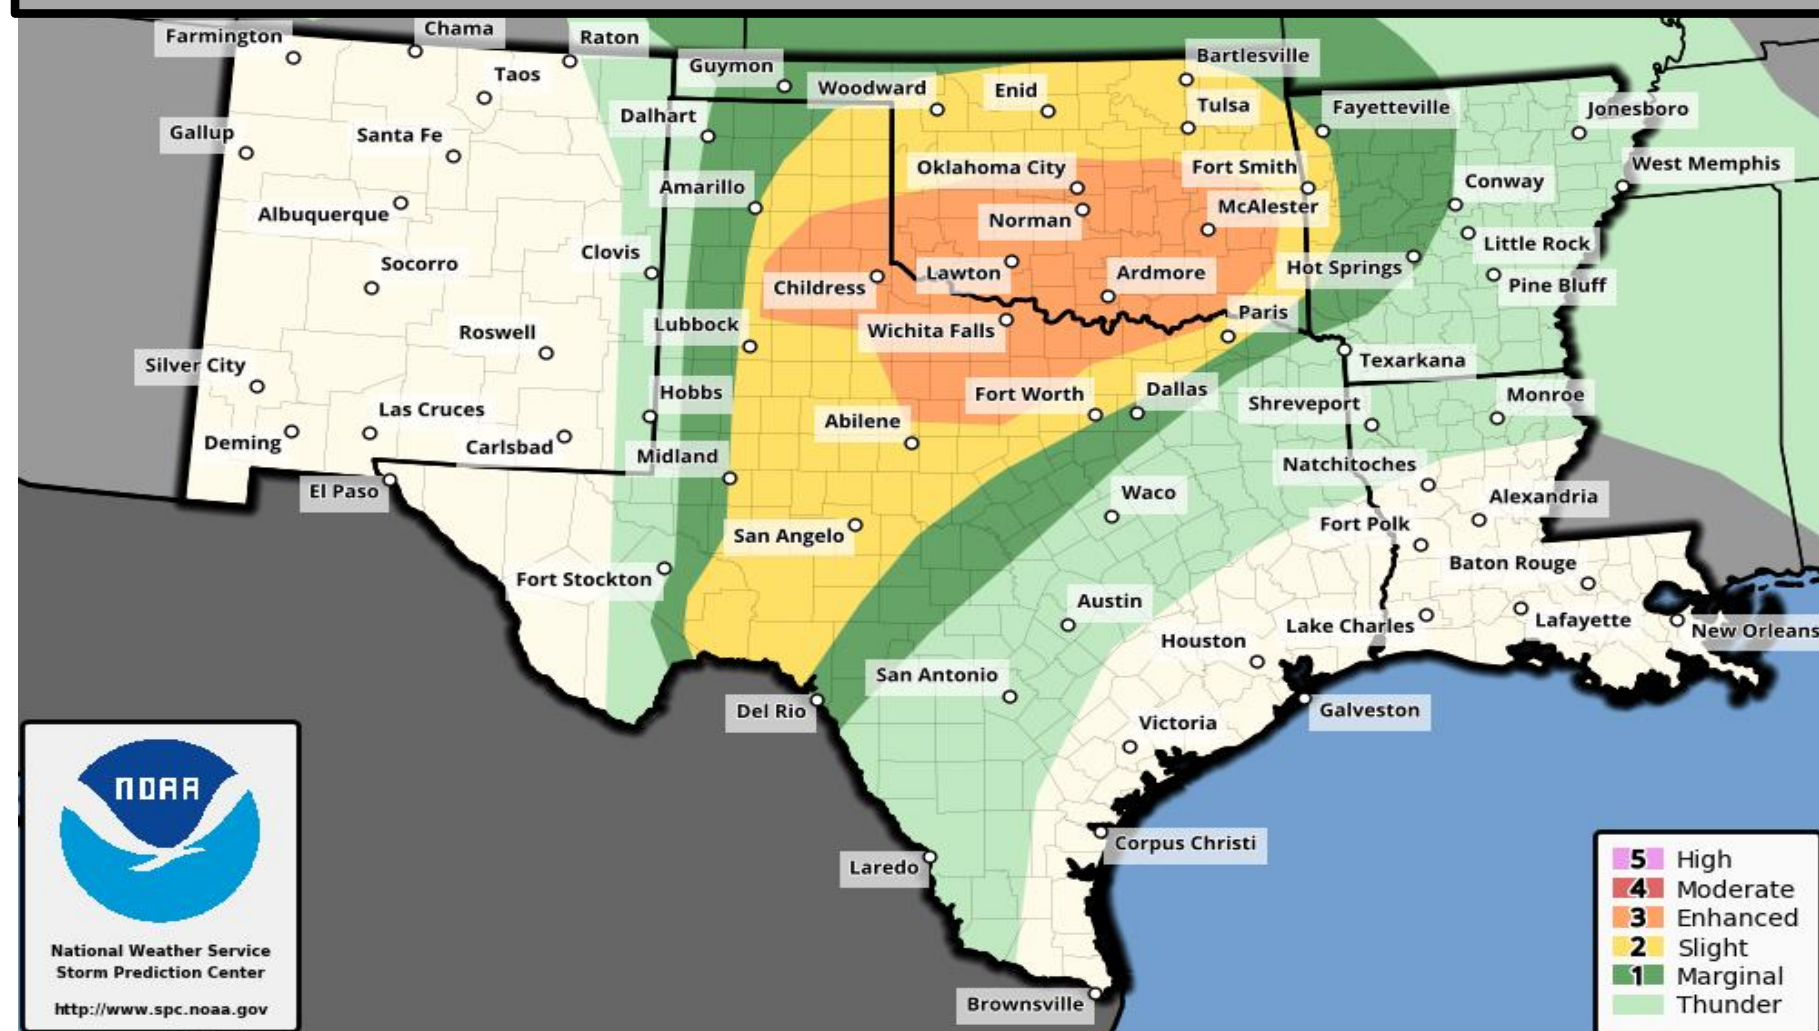 Farmington
Chama
Raton
Taos
Guymon
Woodward
Enid
Bartlesville
Tulsa
Fayetteville
Jonesboro
Gallup
Santa Fe
Dalhart
Oklahoma City
Fort Smith
Conway
West Memphis
Albuquerque
Amarillo
Norman
McAlester
Little Rock
Socorro
Clovis
Childress
Lawton
Ardmore
Hot Springs
Pine Bluff
Roswell
Lubbock
Wichita Falls
Paris
Texarkana
Silver City
Las Cruces
Hobbs
Abilene
Fort Worth
Dallas
Shreveport
Monroe
Deming
Carlsbad
Midland
Natchitoches
El Paso
San Angelo
Waco
Fort Polk
Alexandria
Fort Stockton
Austin
Baton Rouge
Houston
Lake Charles
Lafayette
New Orleans
San Antonio
Del Rio
Victoria
Galveston
Laredo
Corpus Christi
Brownsville
NOAA
National Weather Service
Storm Prediction Center
http://www.spc.noaa.gov
5 High
4 Moderate
3 Enhanced
2 Slight
1 Marginal
Thunder